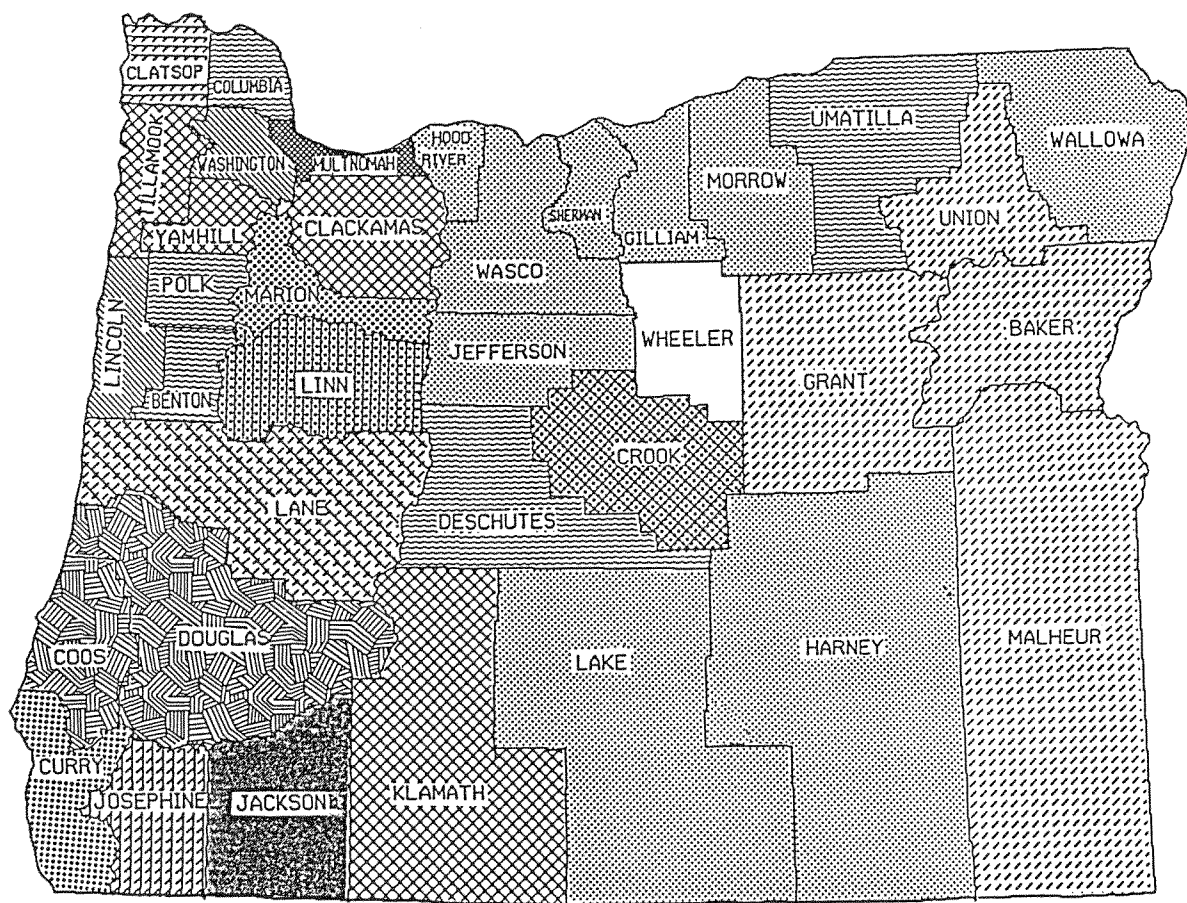 CLATSOP
COLUMBIA
TILLAMOOK
WASHINGTON
MULTNOMAH
HOOD
RIVER
UMATILLA
WALLOWA
MORROW
SHERMAN
GILLIAM
UNION
YAMHILL
CLACKAMAS
WASCO
POLK
MARION
LINCOLN
JEFFERSON
WHEELER
BAKER
GRANT
BENTON
LINN
CROOK
LANE
DESCHUTES
COOS
DOUGLAS
LAKE
HARNEY
MALHEUR
CURRY
JOSEPHINE
JACKSON
KLAMATH